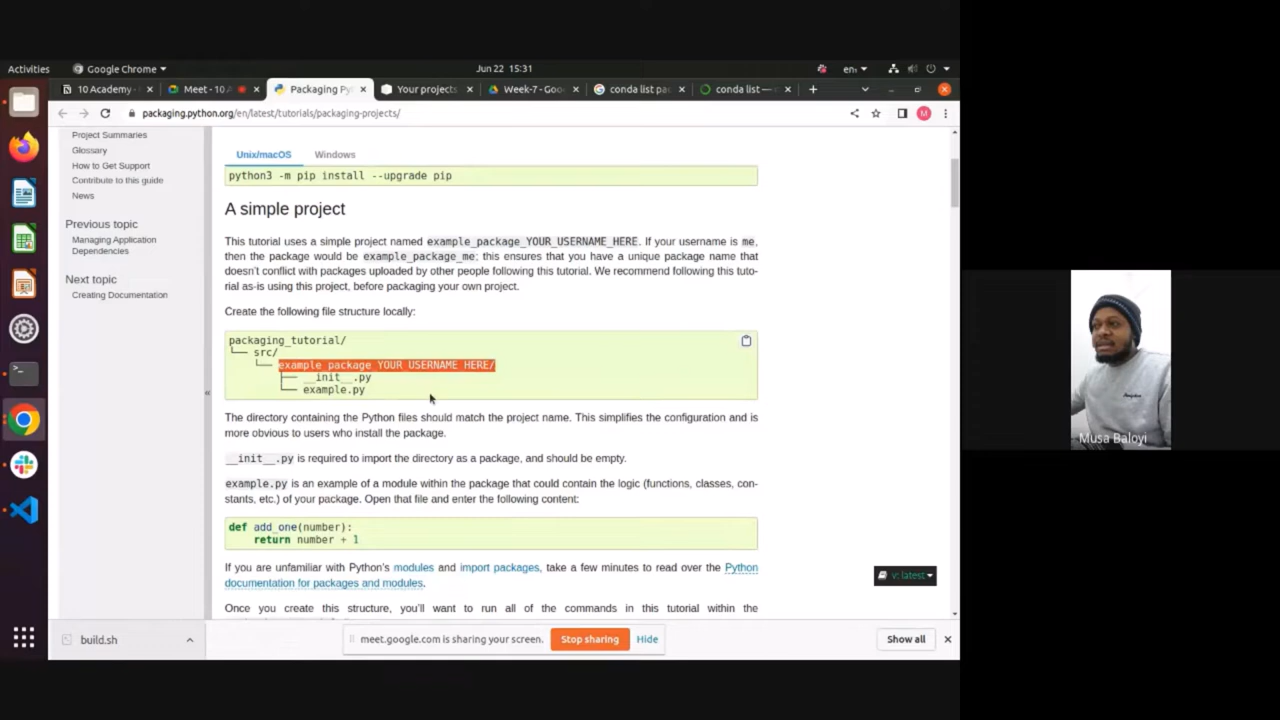 Activities
Google Chrome
Jun 22 15:31
en
10 Academy
Meet - 10 A
Packaging Py
Your projects
Week-7 - Goo
conda list pac
conda list —
packaging.python.org/en/latest/tutorials/packaging-projects/
M
Project Summaries
Glossary
How to Get Support
Contribute to this guide
News
Previous topic
Managing Application
Dependencies
Next topic
Creating Documentation
«
Unix/macOS Windows
python3 -m pip install --upgrade pip
A simple project
This tutorial uses a simple project named example_package_YOUR_USERNAME_HERE. If your username is me,
then the package would be example_package_me; this ensures that you have a unique package name that
doesn't conflict with packages uploaded by other people following this tutorial. We recommend following this tuto-
rial as-is using this project, before packaging your own project.
Create the following file structure locally:
packaging_tutorial/
└── src/
└── example_package_YOUR_USERNAME_HERE/
├── __init__.py
└── example.py
The directory containing the Python files should match the project name. This simplifies the configuration and is
more obvious to users who install the package.
__init__.py is required to import the directory as a package, and should be empty.
example.py is an example of a module within the package that could contain the logic (functions, classes, con-
stants, etc.) of your package. Open that file and enter the following content:
def add_one(number):
return number + 1
If you are unfamiliar with Python's modules and import packages, take a few minutes to read over the Python
documentation for packages and modules.
Once you create this structure, you'll want to run all of the commands in this tutorial within the
v: latest
build.sh
meet.google.com is sharing your screen.
Stop sharing
Hide
Show all
Musa Baloyi